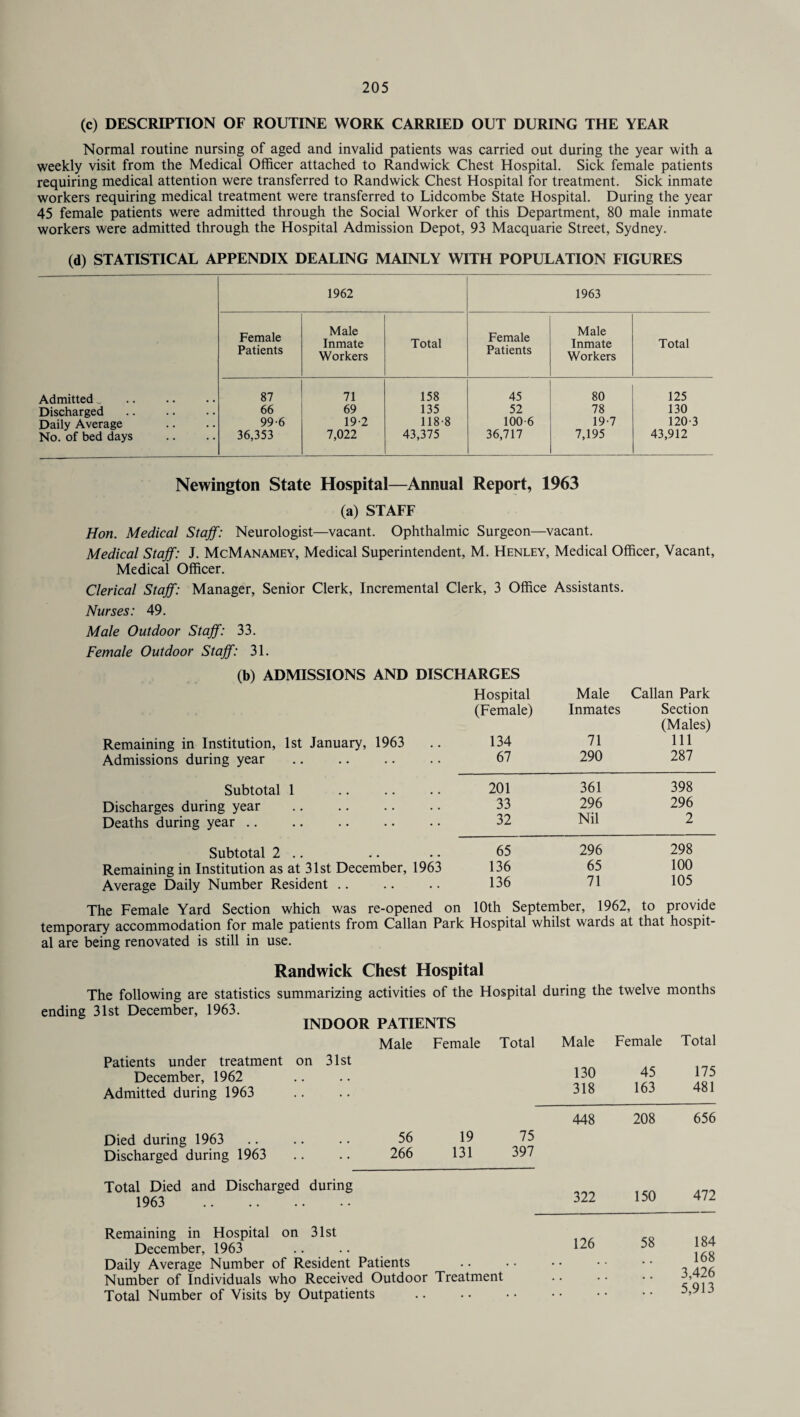 205
(c) DESCRIPTION OF ROUTINE WORK CARRIED OUT DURING THE YEAR
Normal routine nursing of aged and invalid patients was carried out during the year with a
weekly visit from the Medical Officer attached to Randwick Chest Hospital. Sick female patients
requiring medical attention were transferred to Randwick Chest Hospital for treatment. Sick inmate
workers requiring medical treatment were transferred to Lidcombe State Hospital. During the year
45 female patients were admitted through the Social Worker of this Department, 80 male inmate
workers were admitted through the Hospital Admission Depot, 93 Macquarie Street, Sydney.
(d) STATISTICAL APPENDIX DEALING MAINLY WITH POPULATION FIGURES
1962 1963
Female Patients Male Inmate Workers Total Female Patients Male Inmate Workers Total
Admitted .. .. .. 87 71 158 45 80 125
Discharged .. .. .. 66 69 135 52 78 130
Daily Average .. .. 99·6 19·2 118·8 100·6 19·7 120·3
No. of bed days .. .. 36,353 7,022 43,375 36,717 7,195 43,912
Newington State Hospital—Annual Report, 1963
(a) STAFF
Hon. Medical Staff: Neurologist—vacant. Ophthalmic Surgeon—vacant.
Medical Staff: J. McManamey, Medical Superintendent, M. Henley, Medical Officer, Vacant,
Medical Officer.
Clerical Staff: Manager, Senior Clerk, Incremental Clerk, 3 Office Assistants.
Nurses: 49.
Male Outdoor Staff: 33.
Female Outdoor Staff: 31.
(b) ADMISSIONS AND DISCHARGES
Hospital Male Callan Park
(Female) Inmates Section
(Males)
Remaining in Institution, 1st January, 1963 .. 134 71 111
Admissions during year .. .. .. .. 67 290 287
Subtotal 1 .. .. .. 201 361 398
Discharges during year .. .. .. .. 33 296 296
Deaths during year .. .. .. .. .. 32 Nil 2
Subtotal 2 .. .. .. 65 296 298
Remaining in Institution as at 31st December, 1963 136 65 100
Average Daily Number Resident .. .. .. 136 71 105
The Female Yard Section which was re-opened on 10th September, 1962, to provide
temporary accommodation for male patients from Callan Park Hospital whilst wards at that hospit-
al are being renovated is still in use.
Randwick Chest Hospital
The following are statistics summarizing activities of the Hospital during the twelve months
ending 31st December, 1963.
INDOOR PATIENTS
Male Female Total Male Female Total
Patients under treatment on 31st
December, 1962 .. .. 130 45 175
Admitted during 1963 .. .. 318 163 481
448 208 656
Died during 1963 .. .. .. 56 19 75
Discharged during 1963 .. .. 266 131 397
Total Died and Discharged during
1963 .. .. .. .. 322 150 472
Remaining in Hospital on 31st
December, 1963 .. .. 126 58 184
Daily Average Number of Resident Patients .. .. .. .. .. 168
Number of Individuals who Received Outdoor Treatment .. .. .. 3,426
Total Number of Visits by Outpatients .. .. .. .. .. .. 5,913